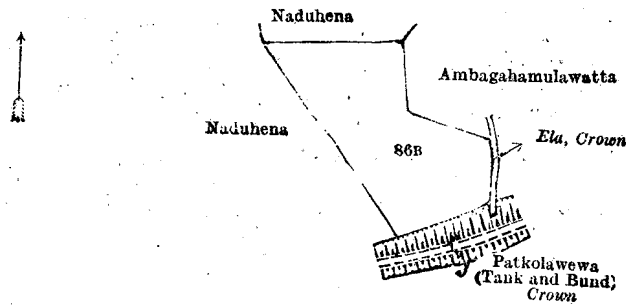 Naduhena
Ambagahamulawatta
Naduhena
Ela, Crown
86B
Patkolawewa
(Tank and Bund)
Crown